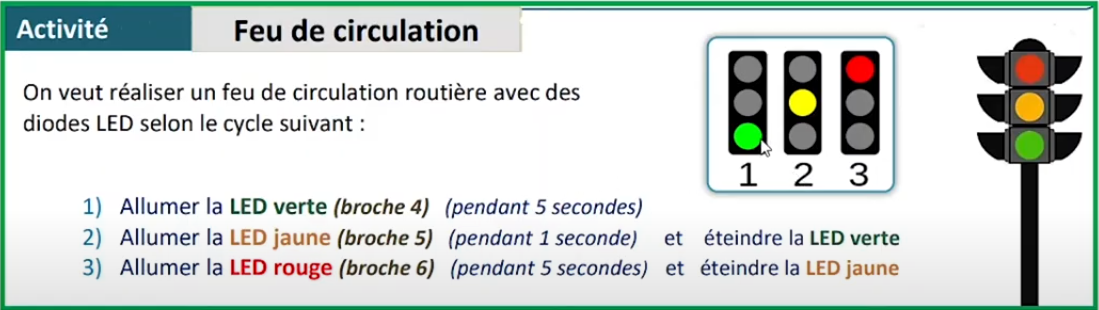 Activité
Feu de circulation
On veut réaliser un feu de circulation routière avec des
diodes LED selon le cycle suivant :
1 2 3
1) Allumer la LED verte (broche 4) (pendant 5 secondes)
2) Allumer la LED jaune (broche 5) (pendant 1 seconde) et éteindre la LED verte
3) Allumer la LED rouge (broche 6) (pendant 5 secondes) et éteindre la LED jaune